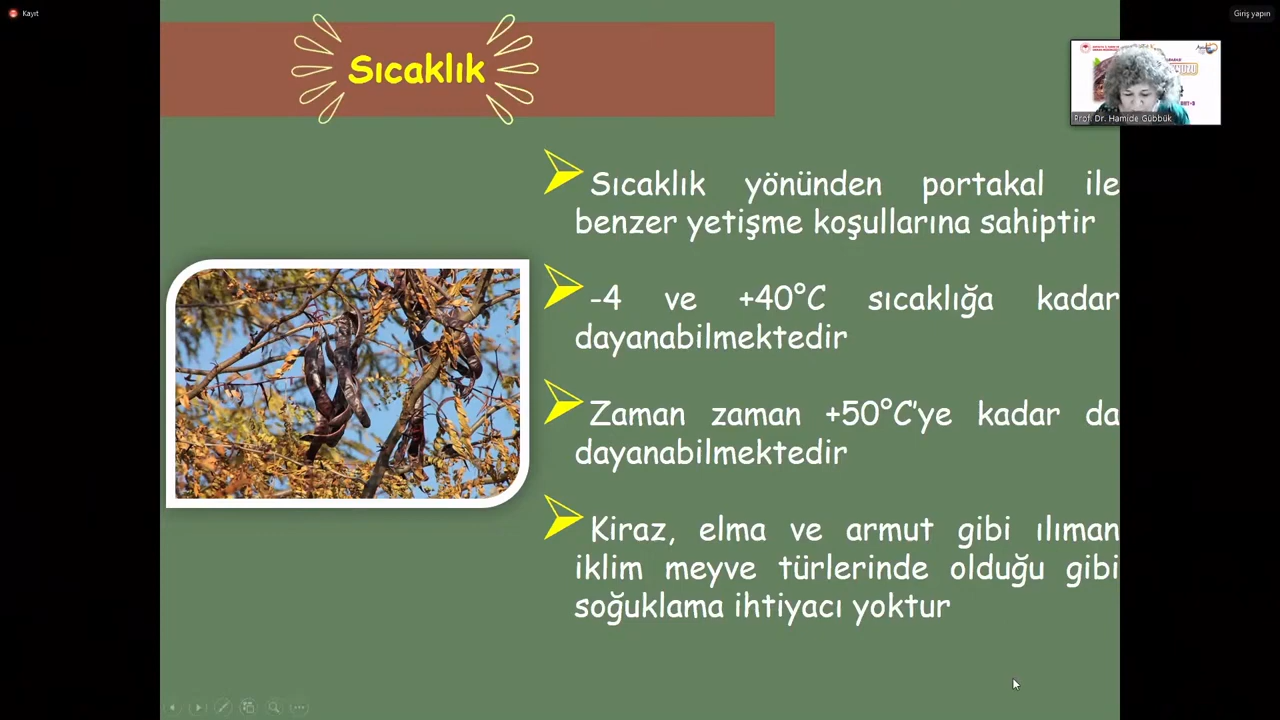 Kayıt
Giriş yapın
Sıcaklık
Prof. Dr. Hamide Gübbük
Sıcaklık yönünden portakal ile
benzer yetişme koşullarına sahiptir
-4 ve +40°C sıcaklığa kadar
dayanabilmektedir
Zaman zaman +50°C'ye kadar da
dayanabilmektedir
Kiraz, elma ve armut gibi ılıman
iklim meyve türlerinde olduğu gibi
soğuklama ihtiyacı yoktur